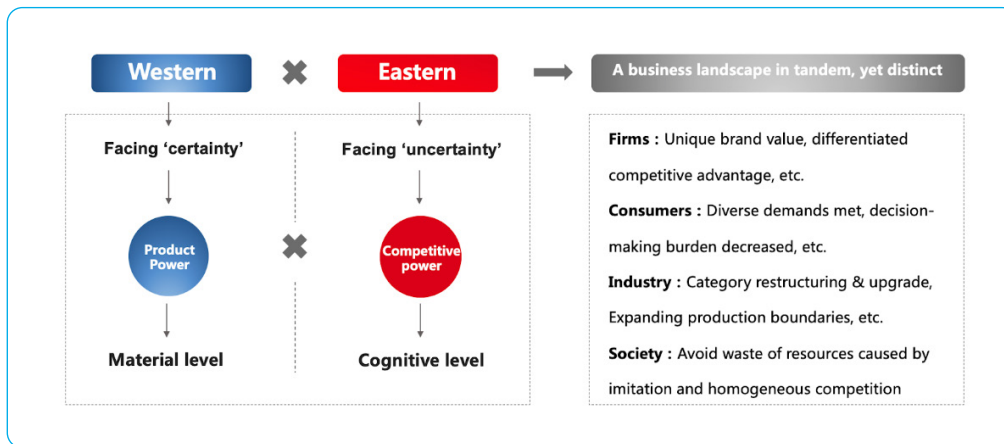 Western
Eastern
A business landscape in tandem, yet distinct
Facing ‘certainty’
Facing ‘uncertainty’
Product
Power
Competitive
power
Material level
Cognitive level
Firms : Unique brand value, differentiated
competitive advantage, etc.
Consumers : Diverse demands met, decision-
making burden decreased, etc.
Industry : Category restructuring & upgrade,
Expanding production boundaries, etc.
Society : Avoid waste of resources caused by
imitation and homogeneous competition